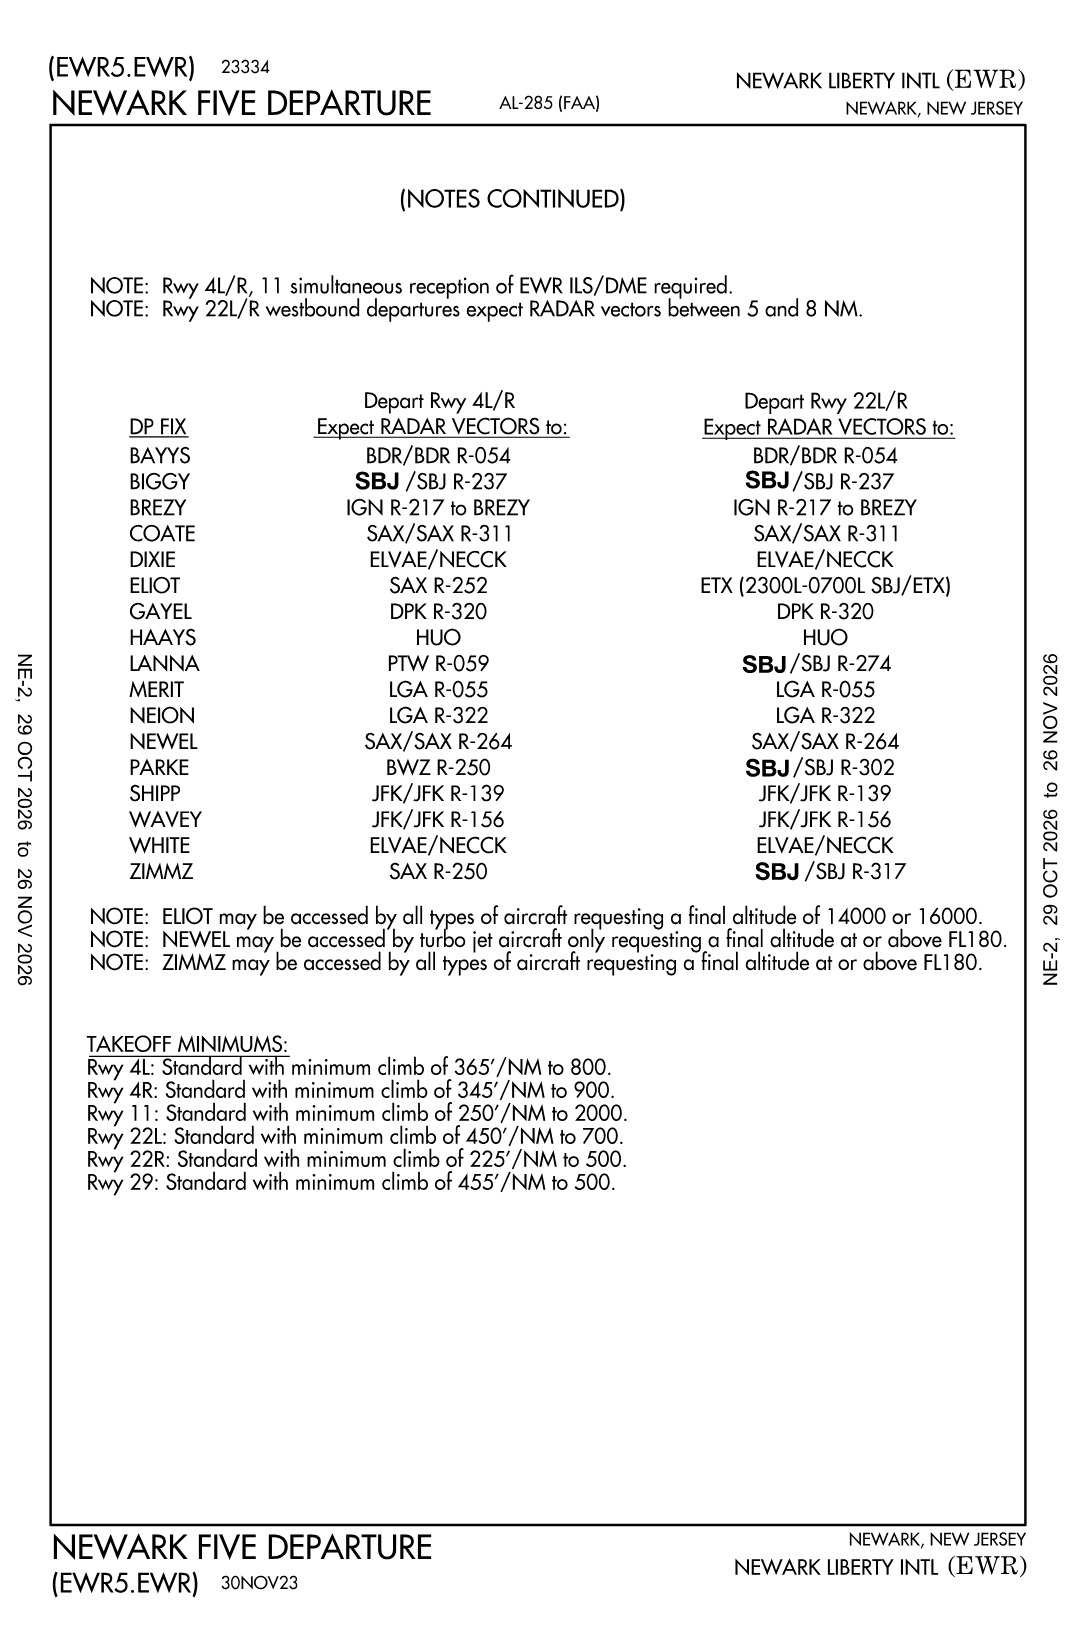 (EWR5.EWR) 23334
NEWARK FIVE DEPARTURE
AL-285 (FAA)
NEWARK LIBERTY INTL (EWR)
NEWARK, NEW JERSEY
(NOTES CONTINUED)
NOTE: Rwy 4L/R, 11 simultaneous reception of EWR ILS/DME required.
NOTE: Rwy 22L/R westbound departures expect RADAR vectors between 5 and 8 NM.
Depart Rwy 4L/R Depart Rwy 22L/R
DP FIX Expect RADAR VECTORS to: Expect RADAR VECTORS to:
BAYYS BDR/BDR R-054 BDR/BDR R-054
BIGGY SBJ/SBJ R-237 SBJ/SBJ R-237
BREZY IGN R-217 to BREZY IGN R-217 to BREZY
COATE SAX/SAX R-311 SAX/SAX R-311
DIXIE ELVAE/NECCK ELVAE/NECCK
ELIOT SAX R-252 ETX (2300L-0700L SBJ/ETX)
GAYEL DPK R-320 DPK R-320
HAAYS HUO HUO
LANNA PTW R-059 SBJ/SBJ R-274
MERIT LGA R-055 LGA R-055
NEION LGA R-322 LGA R-322
NEWEL SAX/SAX R-264 SAX/SAX R-264
PARKE BWZ R-250 SBJ/SBJ R-302
SHIPP JFK/JFK R-139 JFK/JFK R-139
WAVEY JFK/JFK R-156 JFK/JFK R-156
WHITE ELVAE/NECCK ELVAE/NECCK
ZIMMZ SAX R-250 SBJ/SBJ R-317
NOTE: ELIOT may be accessed by all types of aircraft requesting a final altitude of 14000 or 16000.
NOTE: NEWEL may be accessed by turbo jet aircraft only requesting a final altitude at or above FL180.
NOTE: ZIMMZ may be accessed by all types of aircraft requesting a final altitude at or above FL180.
TAKEOFF MINIMUMS:
Rwy 4L: Standard with minimum climb of 365'/NM to 800.
Rwy 4R: Standard with minimum climb of 345'/NM to 900.
Rwy 11: Standard with minimum climb of 250'/NM to 2000.
Rwy 22L: Standard with minimum climb of 450'/NM to 700.
Rwy 22R: Standard with minimum climb of 225'/NM to 500.
Rwy 29: Standard with minimum climb of 455'/NM to 500.
NE-2, 29 OCT 2026 to 26 NOV 2026
NE-2, 29 OCT 2026 to 26 NOV 2026
NEWARK FIVE DEPARTURE
(EWR5.EWR) 30NOV23
NEWARK, NEW JERSEY
NEWARK LIBERTY INTL (EWR)